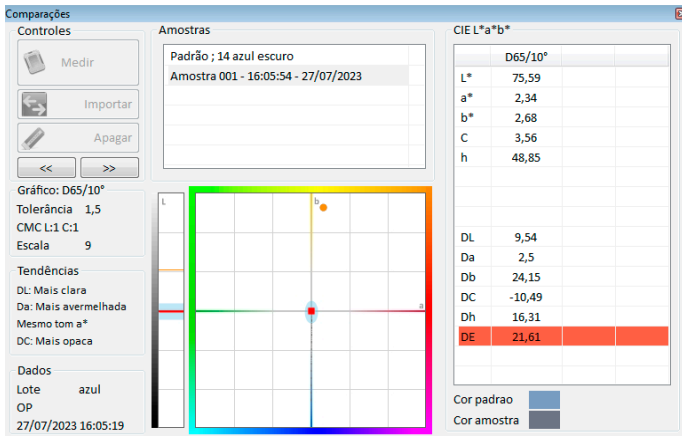 Comparações
Controles
Medir
Importar
Apagar
<<
>>
Gráfico: D65/10°
Tolerância 1,5
CMC L:1 C:1
Escala 9
Tendências
DL: Mais clara
Da: Mais avermelhada
Mesmo tom a*
DC: Mais opaca
Dados
Lote azul
OP
27/07/2023 16:05:19
Amostras
Padrão ; 14 azul escuro
Amostra 001 - 16:05:54 - 27/07/2023
L
b
a
CIE L*a*b*
D65/10°
L* 75,59
a* 2,34
b* 2,68
C 3,56
h 48,85
DL 9,54
Da 2,5
Db 24,15
DC -10,49
Dh 16,31
DE 21,61
Cor padrao
Cor amostra